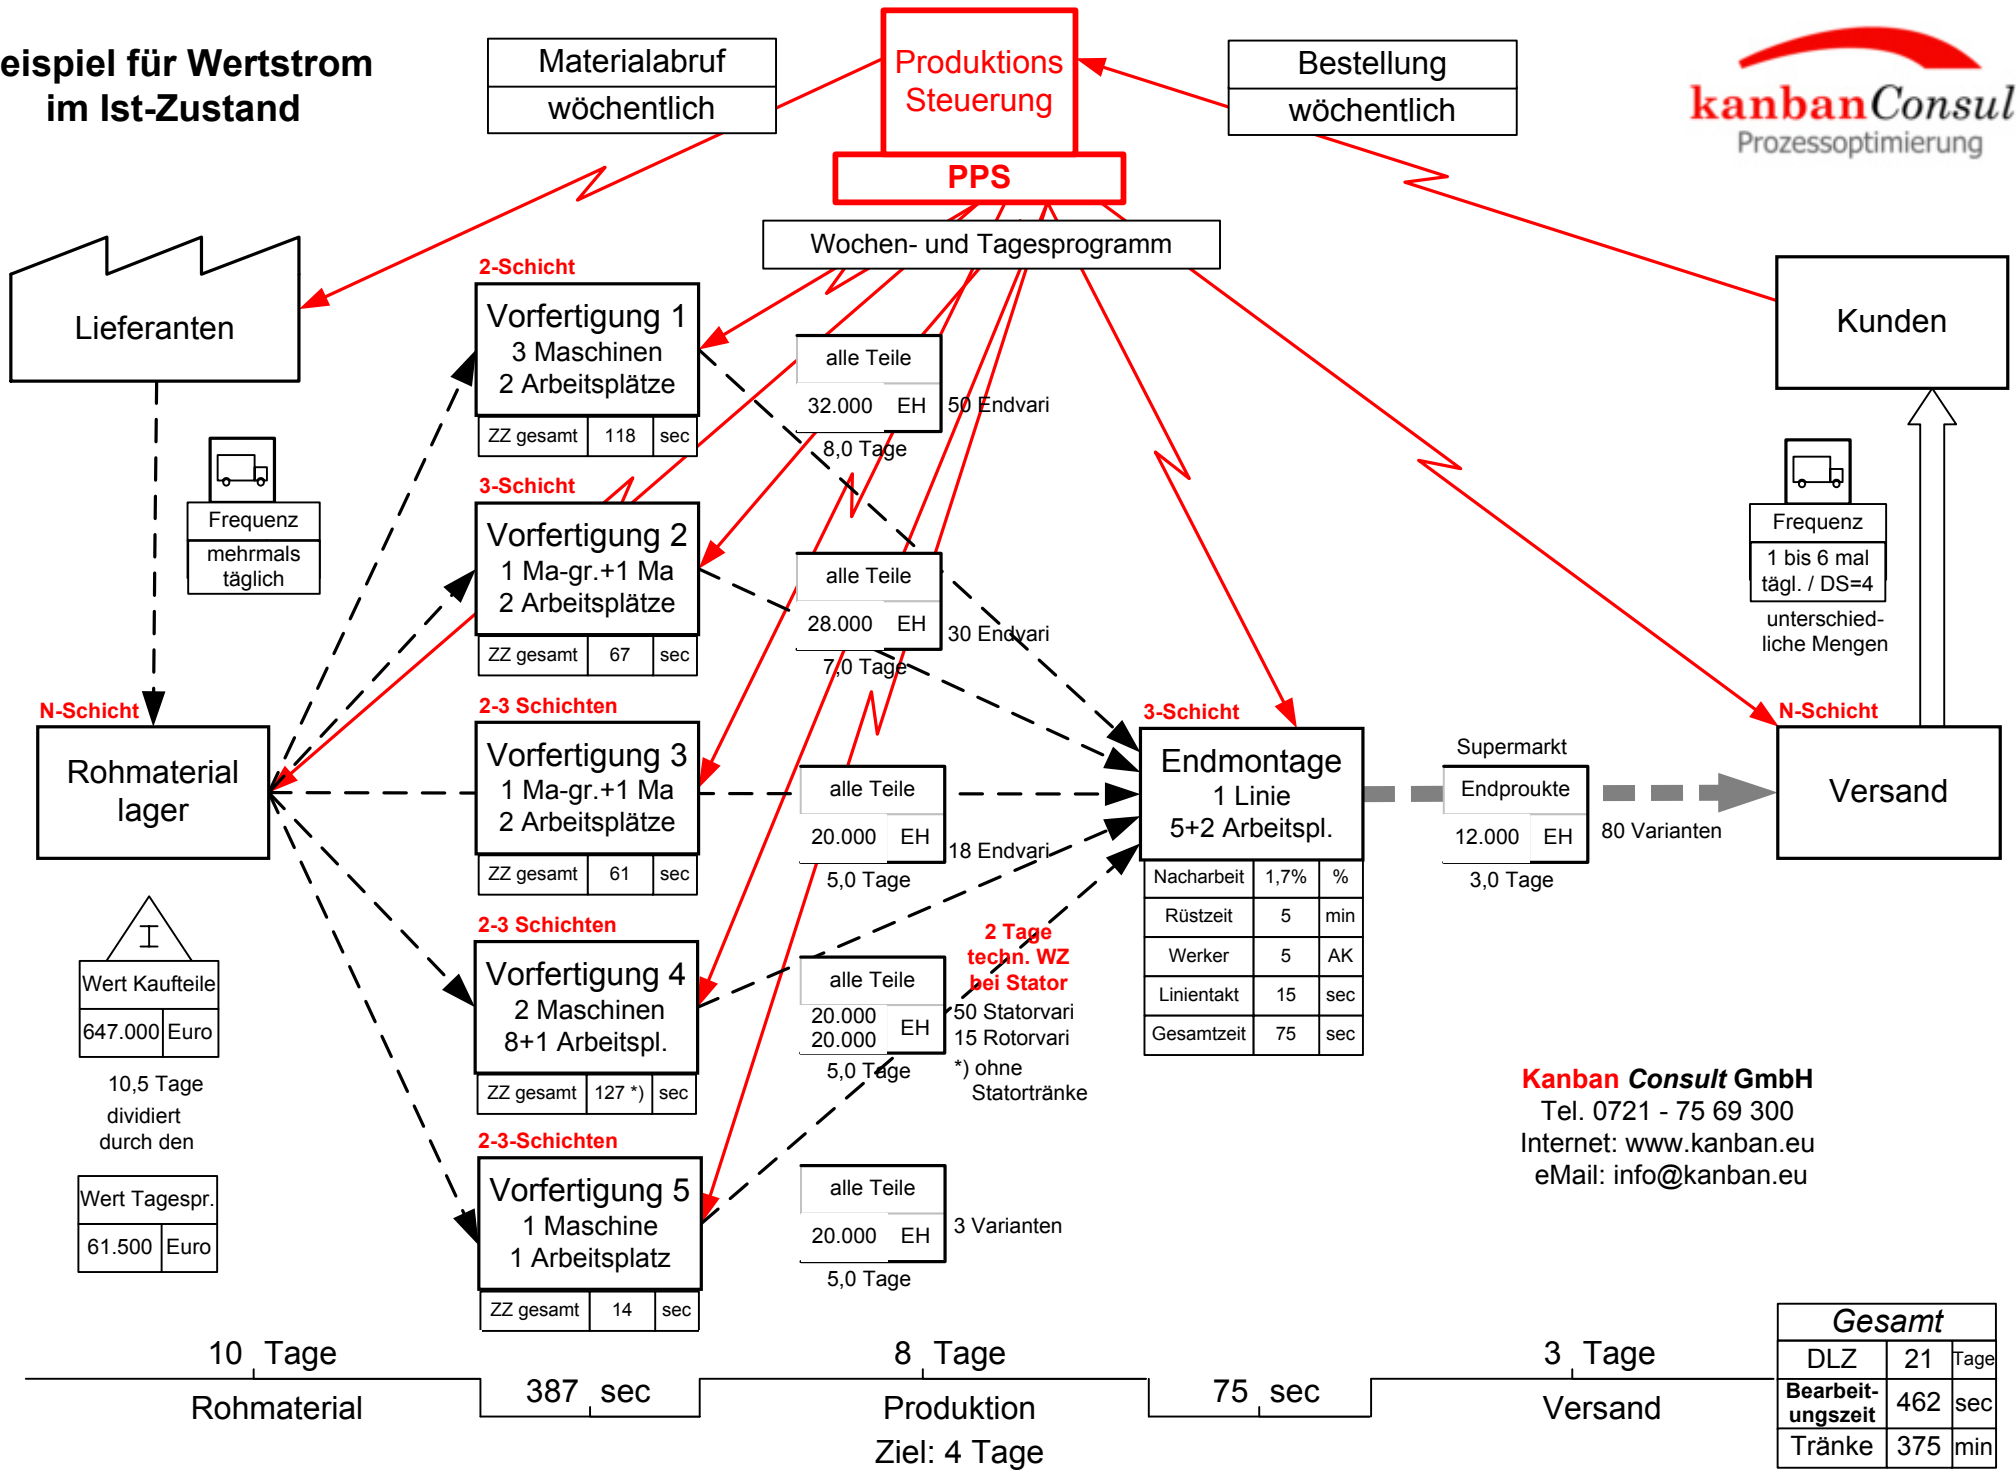 eispiel für Wertstrom
im Ist-Zustand
Materialabruf
wöchentlich
Produktions
Steuerung
PPS
Bestellung
wöchentlich
kanbanConsul
Prozessoptimierung
Wochen- und Tagesprogramm
Lieferanten
Kunden
Frequenz
mehrmals
täglich
Frequenz
1 bis 6 mal
tägl. / DS=4
unterschied-
liche Mengen
2-Schicht
Vorfertigung 1
3 Maschinen
2 Arbeitsplätze
ZZ gesamt 118 sec
alle Teile
32.000 EH
50 Endvari
8,0 Tage
3-Schicht
Vorfertigung 2
1 Ma-gr.+1 Ma
2 Arbeitsplätze
ZZ gesamt 67 sec
alle Teile
28.000 EH
30 Endvari
7,0 Tage
N-Schicht
Rohmaterial
lager
2-3 Schichten
Vorfertigung 3
1 Ma-gr.+1 Ma
2 Arbeitsplätze
ZZ gesamt 61 sec
alle Teile
20.000 EH
18 Endvari
5,0 Tage
3-Schicht
Endmontage
1 Linie
5+2 Arbeitspl.
Nacharbeit 1,7% %
Rüstzeit 5 min
Werker 5 AK
Linientakt 15 sec
Gesamtzeit 75 sec
Supermarkt
Endproukte
12.000 EH
80 Varianten
3,0 Tage
N-Schicht
Versand
I
Wert Kaufteile
647.000 Euro
10,5 Tage
dividiert
durch den
Wert Tagespr.
61.500 Euro
2-3 Schichten
Vorfertigung 4
2 Maschinen
8+1 Arbeitspl.
ZZ gesamt 127 *) sec
2 Tage
techn. WZ
bei Stator
alle Teile
20.000
20.000
EH
50 Statorvari
15 Rotorvari
5,0 Tage
*) ohne
Statortränke
2-3-Schichten
Vorfertigung 5
1 Maschine
1 Arbeitsplatz
ZZ gesamt 14 sec
alle Teile
20.000 EH
3 Varianten
5,0 Tage
Kanban Consult GmbH
Tel. 0721 - 75 69 300
Internet: www.kanban.eu
eMail: info@kanban.eu
10 Tage
Rohmaterial
387 sec
8 Tage
Produktion
Ziel: 4 Tage
75 sec
3 Tage
Versand
Gesamt
DLZ 21 Tage
Bearbeit-
ungszeit
462 sec
Tränke 375 min